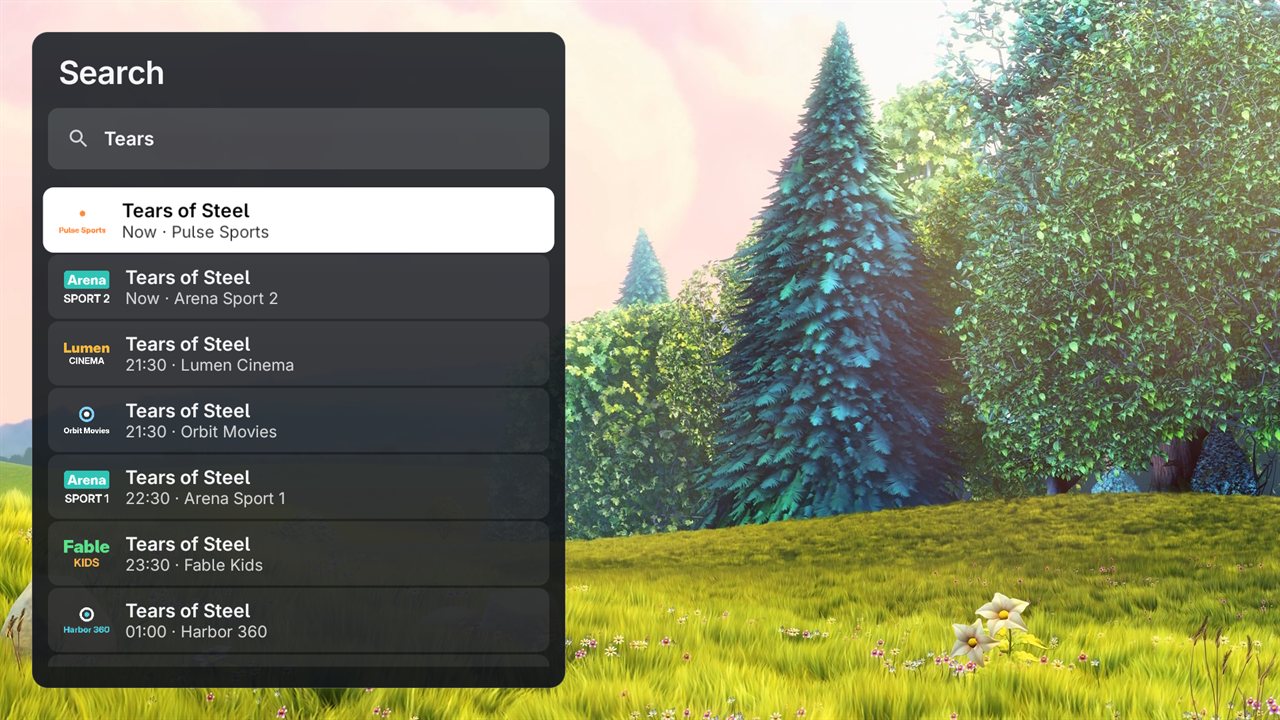 Search
Tears
Pulse Sports
Tears of Steel
Now · Pulse Sports
Arena
SPORT 2
Tears of Steel
Now · Arena Sport 2
Lumen
CINEMA
Tears of Steel
21:30 · Lumen Cinema
Orbit Movies
Tears of Steel
21:30 · Orbit Movies
Arena
SPORT 1
Tears of Steel
22:30 · Arena Sport 1
Fable
KIDS
Tears of Steel
23:30 · Fable Kids
Harbor 360
Tears of Steel
01:00 · Harbor 360